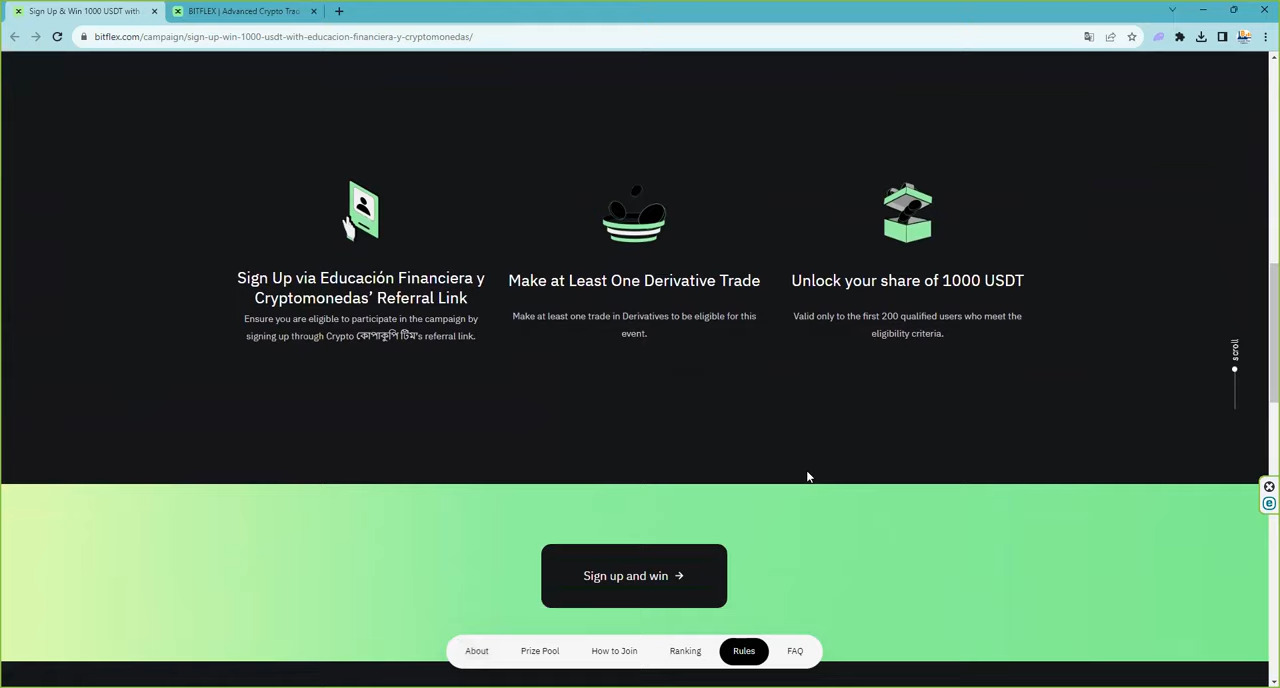 Sign Up & Win 1000 USDT with
BITFLEX | Advanced Crypto Trad
bitflex.com/campaign/sign-up-win-1000-usdt-with-educacion-financiera-y-cryptomonedas/
Sign Up via Educación Financiera y
Cryptomonedas’ Referral Link
Ensure you are eligible to participate in the campaign by
signing up through Crypto কোপাকুপি টিম's referral link.
Make at Least One Derivative Trade
Make at least one trade in Derivatives to be eligible for this
event.
Unlock your share of 1000 USDT
Valid only to the first 200 qualified users who meet the
eligibility criteria.
scroll
Sign up and win →
About Prize Pool How to Join Ranking Rules FAQ